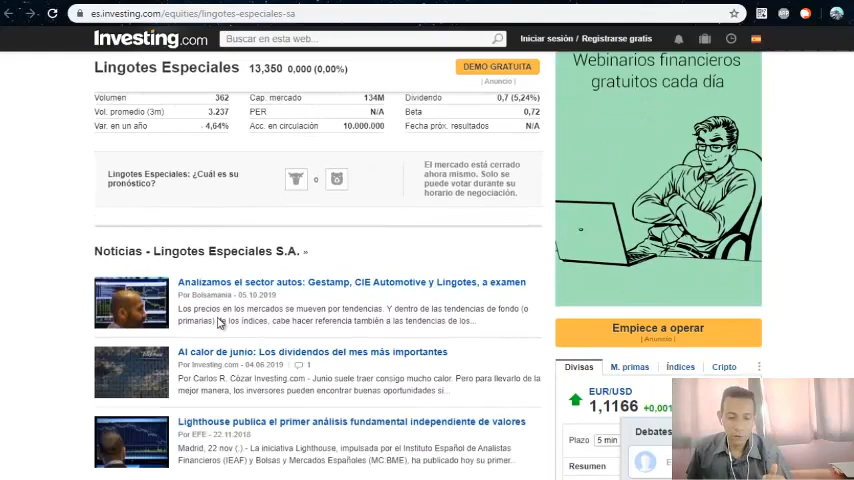 es.investing.com/equities/lingotes-especiales-sa
Investing.com
Buscar en esta web...
Iniciar sesión / Registrarse gratis
Lingotes Especiales 13,350 0,000 (0,00%)
DEMO GRATUITA
| Anuncio |
Volumen 362 Cap. mercado 134M Dividendo 0,7 (5,24%)
Vol. promedio (3m) 3.237 PER N/A Beta 0,72
Var. en un año - 4,64% Acc. en circulación 10.000.000 Fecha próx. resultados N/A
Lingotes Especiales: ¿Cuál es su
pronóstico?
o
El mercado está cerrado
ahora mismo. Solo se
puede votar durante su
horario de negociación.
Noticias - Lingotes Especiales S.A. »
Analizamos el sector autos: Gestamp, CIE Automotive y Lingotes, a examen
Por Bolsamania - 05.10.2019
Los precios en los mercados se mueven por tendencias. Y dentro de las tendencias de fondo (o
primarias) de los índices, cabe hacer referencia también a las tendencias de los...
Al calor de junio: Los dividendos del mes más importantes
Por Investing.com - 04.06.2019 1
Por Carlos R. Cózar Investing.com - Junio suele traer consigo mucho calor. Pero para llevarlo de la
mejor manera, los inversores pueden encontrar buenas oportunidades si...
Lighthouse publica el primer análisis fundamental independiente de valores
Por EFE - 22.11.2018
Madrid, 22 nov (.) - La iniciativa Lighthouse, impulsada por el Instituto Español de Analistas
Financieros (IEAF) y Bolsas y Mercados Españoles (MC:BME), ha publicado hoy su primer...
Webinarios financieros
gratuitos cada día
Empiece a operar
| Anuncio |
Divisas M. primas Índices Cripto
EUR/USD
1,1166 +0,001
Plazo 5 min
Debates
Resumen